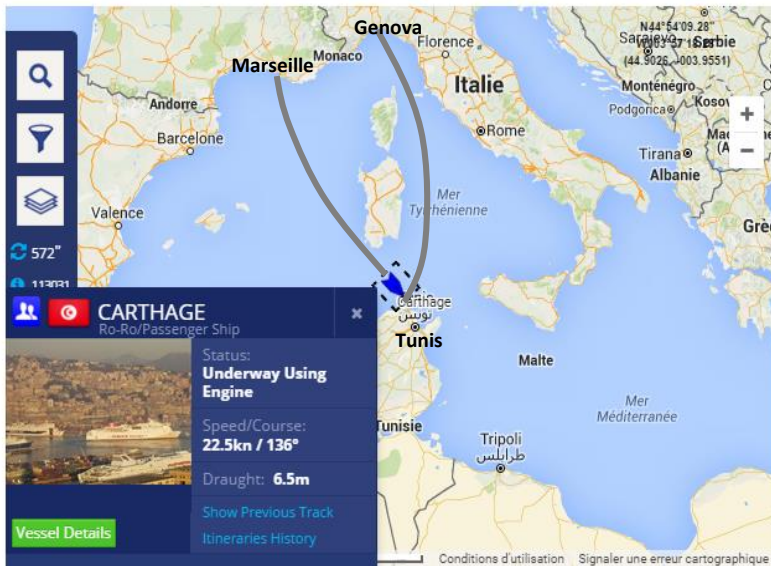 Genova
Florence
N44°54'09.28"
(44.9026, -003.9551)
Serbie
Marseille
Monaco
Italie
Monténégro
Kosov
Andorre
Podgorica
Barcelone
Rome
Tirana
Albanie
Mer
Tyrrhénienne
Valence
Grèc
572"
113031
Carthage
تونس
Tunis
CARTHAGE
Ro-Ro/Passenger Ship
Status:
Underway Using
Engine
Malte
Speed/Course:
22.5kn / 136°
Mer
Méditerranée
Tunisie
Tripoli
طرابلس
Draught: 6.5m
Show Previous Track
Itineraries History
Vessel Details
Conditions d'utilisation
Signaler une erreur cartographique